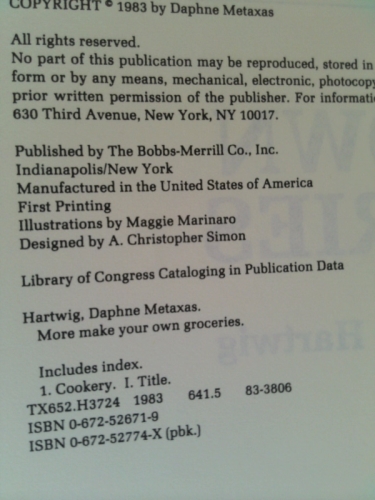 COPYRIGHT © 1983 by Daphne Metaxas
All rights reserved.
No part of this publication may be reproduced, stored in
form or by any means, mechanical, electronic, photocopy
prior written permission of the publisher. For informati
630 Third Avenue, New York, NY 10017.
Published by The Bobbs-Merrill Co., Inc.
Indianapolis/New York
Manufactured in the United States of America
First Printing
Illustrations by Maggie Marinaro
Designed by A. Christopher Simon
Library of Congress Cataloging in Publication Data
Hartwig, Daphne Metaxas.
More make your own groceries.
Includes index.
1. Cookery. I. Title.
TX652.H3724 1983 641.5 83-3806
ISBN 0-672-52671-9
ISBN 0-672-52774-X (pbk.)